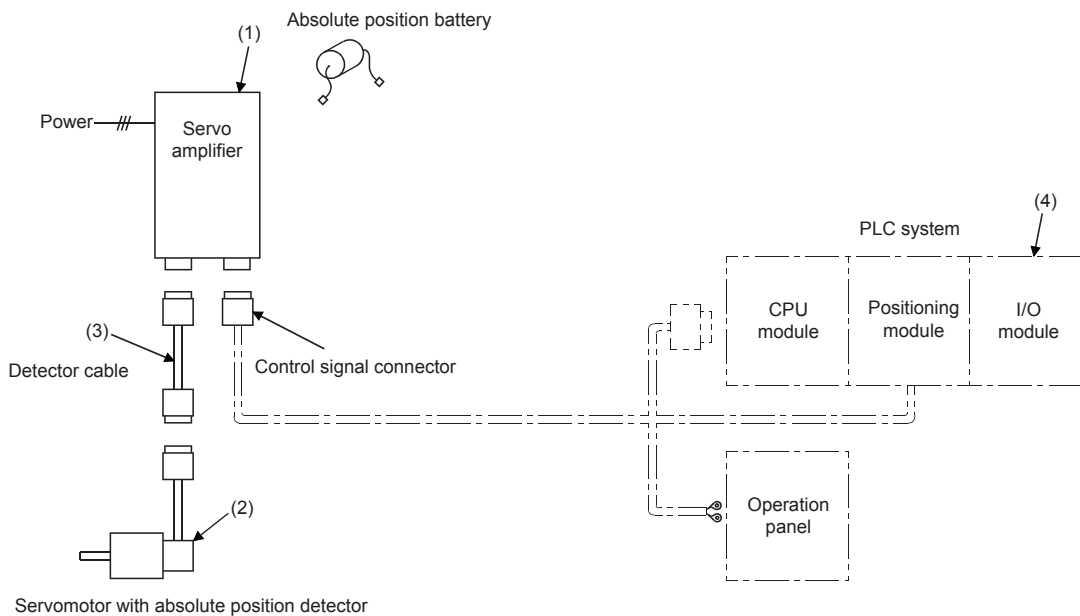 Absolute position battery
(1)
Power
Servo
amplifier
(4)
PLC system
CPU
module
Positioning
module
I/O
module
(3)
Detector cable
Control signal connector
(2)
Operation
panel
Servomotor with absolute position detector